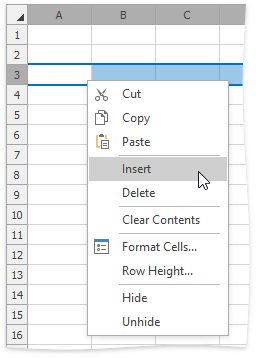 A B C
1
2
3
4
5
6
7
8
9
10
11
12
13
14
15
16
Cut
Copy
Paste
Insert
Delete
Clear Contents
Format Cells...
Row Height...
Hide
Unhide